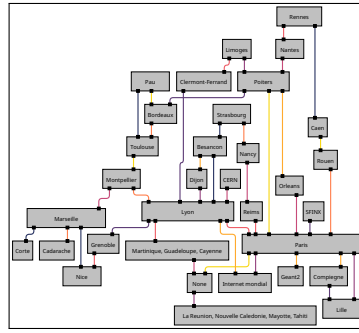 Rennes
Limoges
Nantes
Pau
Clermont-Ferrand
Poitiers
Bordeaux
Strasbourg
Caen
Toulouse
Besancon
Nancy
Rouen
Montpellier
Dijon
CERN
Orleans
Marseille
Lyon
Reims
SFINX
Corte
Cadarache
Grenoble
Martinique, Guadeloupe, Cayenne
Paris
Nice
None
Internet mondial
Geant2
Compiegne
La Reunion, Nouvelle Caledonie, Mayotte, Tahiti
Lille